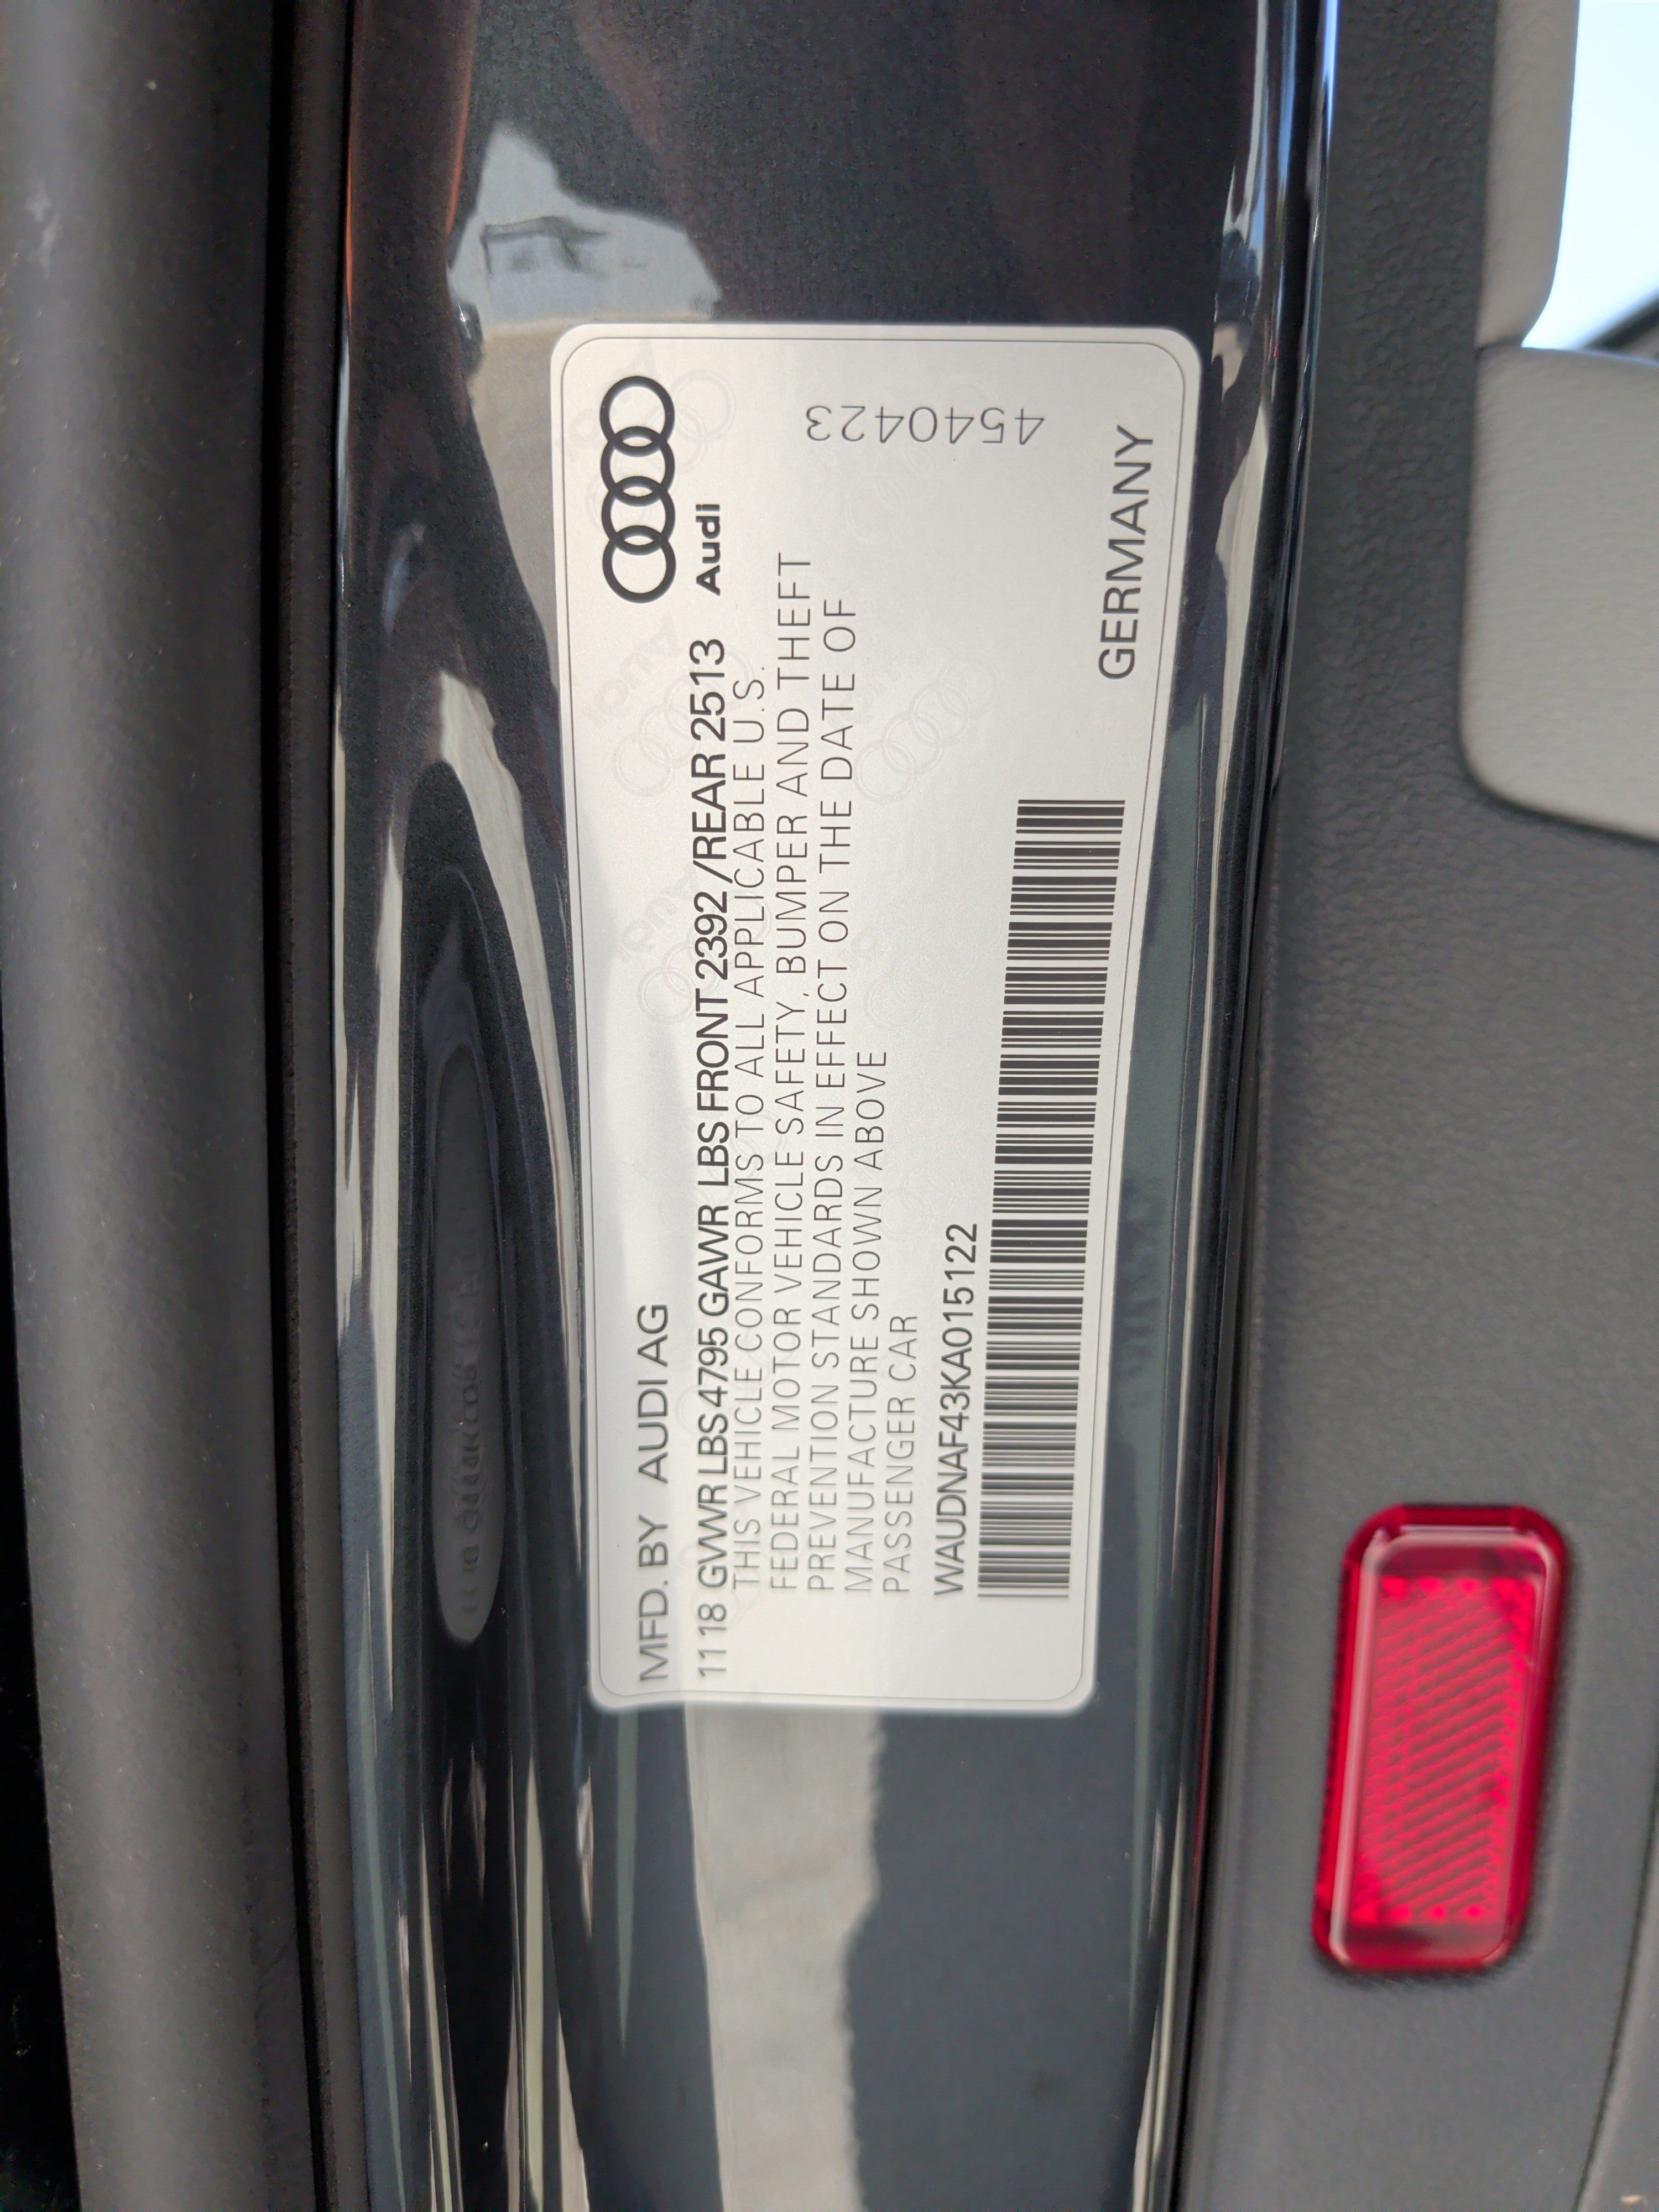 Audi
MFD. BY AUDI AG
1118 GVWR LBS 4795 GAWR LBS FRONT 2392 /REAR 2513
THIS VEHICLE CONFORMS TO ALL APPLICABLE U.S.
FEDERAL MOTOR VEHICLE SAFETY, BUMPER AND THEFT
PREVENTION STANDARDS IN EFFECT ON THE DATE OF
MANUFACTURE SHOWN ABOVE
PASSENGER CAR
4540423
WAUDNAF43KA015122
GERMANY